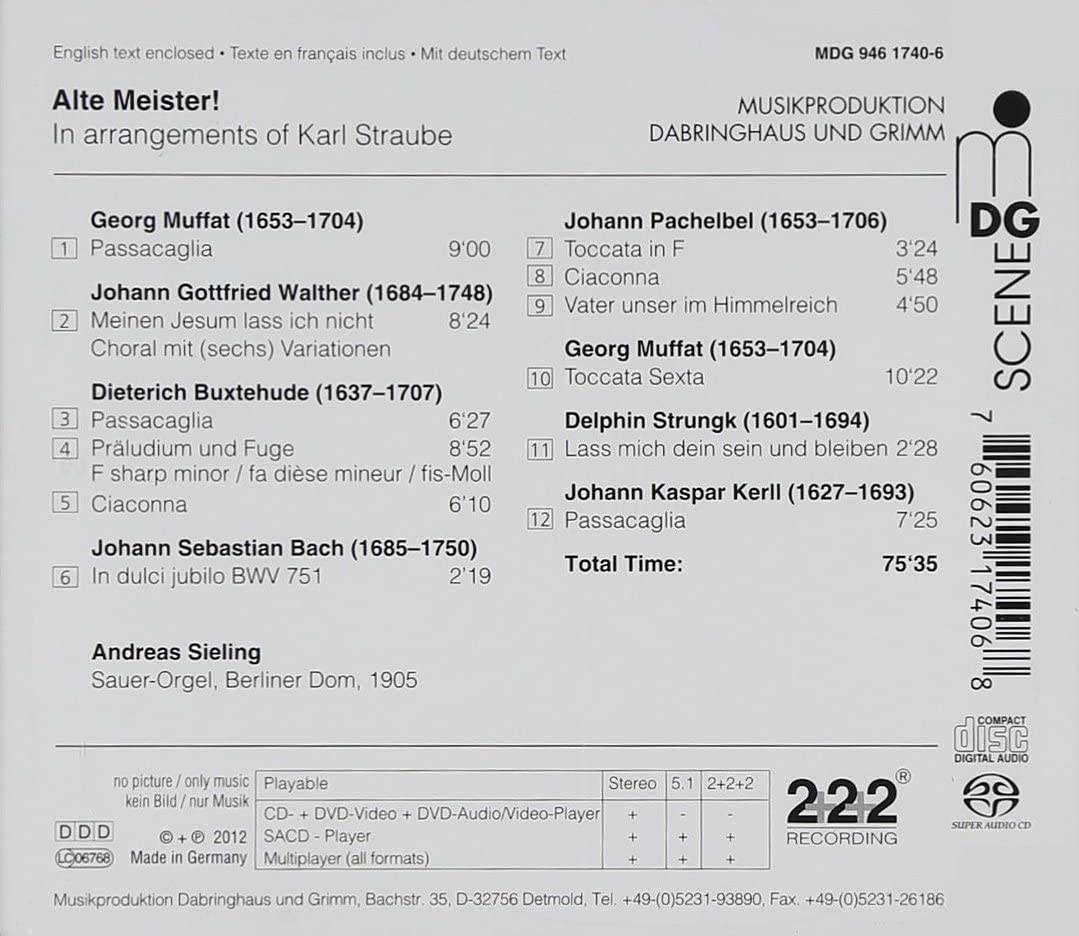 English text enclosed • Texte en français inclus • Mit deutschem Text
MDG 946 1740-6
Alte Meister!
In arrangements of Karl Straube
MUSIKPRODUKTION
DABRINGHAUS UND GRIMM
m
DG
SCENE
Georg Muffat (1653–1704)
1 Passacaglia 9‘00
Johann Gottfried Walther (1684–1748)
2 Meinen Jesum lass ich nicht 8‘24
Choral mit (sechs) Variationen
Dieterich Buxtehude (1637–1707)
3 Passacaglia 6‘27
4 Präludium und Fuge 8‘52
F sharp minor / fa dièse mineur / fis-Moll
5 Ciaconna 6’10
Johann Sebastian Bach (1685–1750)
6 In dulci jubilo BWV 751 2’19
Johann Pachelbel (1653–1706)
7 Toccata in F 3‘24
8 Ciaconna 5‘48
9 Vater unser im Himmelreich 4‘50
Georg Muffat (1653–1704)
10 Toccata Sexta 10‘22
Delphin Strungk (1601–1694)
11 Lass mich dein sein und bleiben 2‘28
Johann Kaspar Kerll (1627–1693)
12 Passacaglia 7‘25
Total Time: 75‘35
Andreas Sieling
Sauer-Orgel, Berliner Dom, 1905
7 60623 17406 8
COMPACT
disc
DIGITAL AUDIO
SUPER AUDIO CD
no picture / only music
kein Bild / nur Musik
DDD
© + ℗ 2012
LC 06768
Made in Germany
Playable Stereo 5.1 2+2+2
CD- + DVD-Video + DVD-Audio/Video-Player + - -
SACD - Player + + +
Multiplayer (all formats) + + +
2+2+2®
RECORDING
Musikproduktion Dabringhaus und Grimm, Bachstr. 35, D-32756 Detmold, Tel. +49-(0)5231-93890, Fax. +49-(0)5231-26186